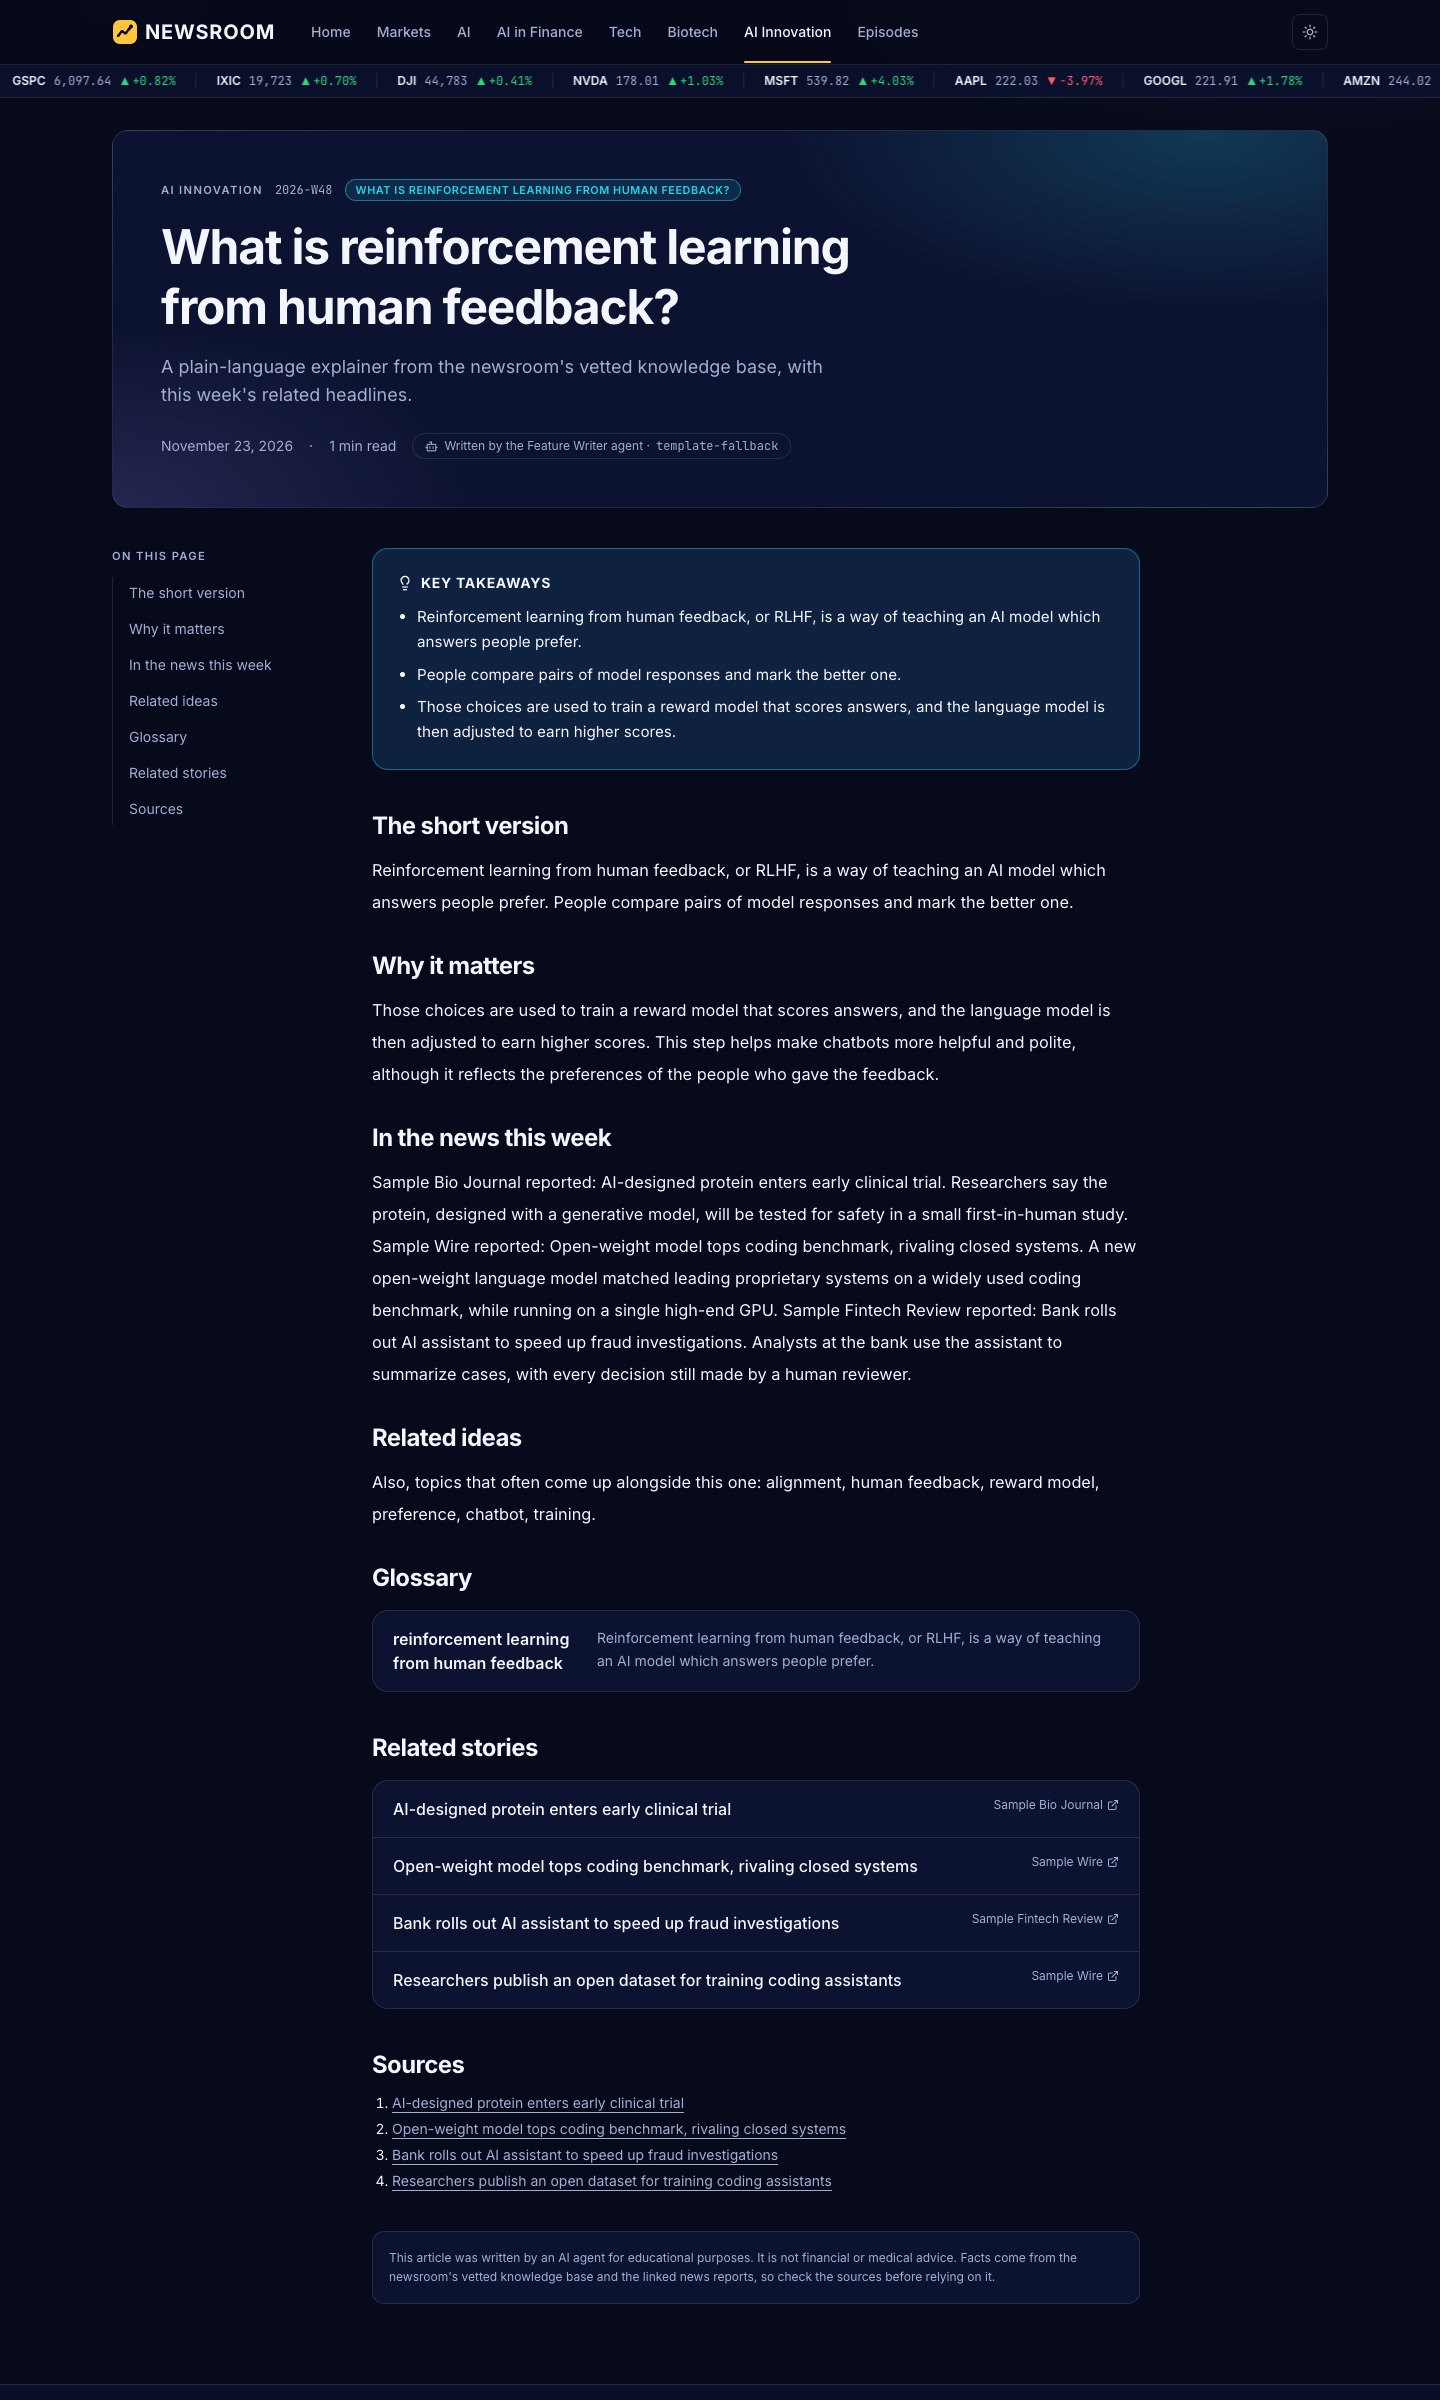 NEWSROOM Home Markets AI AI in Finance Tech Biotech AI Innovation Episodes
GSPC 6,097.64 ▲+0.82% IXIC 19,723 ▲+0.70% DJI 44,783 ▲+0.41% NVDA 178.01 ▲+1.03% MSFT 539.82 ▲+4.03% AAPL 222.03 ▼-3.97% GOOGL 221.91 ▲+1.78% AMZN 244.02
AI INNOVATION 2026-W48 WHAT IS REINFORCEMENT LEARNING FROM HUMAN FEEDBACK?
What is reinforcement learning
from human feedback?
A plain-language explainer from the newsroom's vetted knowledge base, with
this week's related headlines.
November 23, 2026 · 1 min read Written by the Feature Writer agent · template-fallback
ON THIS PAGE
The short version
Why it matters
In the news this week
Related ideas
Glossary
Related stories
Sources
KEY TAKEAWAYS
• Reinforcement learning from human feedback, or RLHF, is a way of teaching an AI model which
answers people prefer.
• People compare pairs of model responses and mark the better one.
• Those choices are used to train a reward model that scores answers, and the language model is
then adjusted to earn higher scores.
The short version
Reinforcement learning from human feedback, or RLHF, is a way of teaching an AI model which
answers people prefer. People compare pairs of model responses and mark the better one.
Why it matters
Those choices are used to train a reward model that scores answers, and the language model is
then adjusted to earn higher scores. This step helps make chatbots more helpful and polite,
although it reflects the preferences of the people who gave the feedback.
In the news this week
Sample Bio Journal reported: AI-designed protein enters early clinical trial. Researchers say the
protein, designed with a generative model, will be tested for safety in a small first-in-human study.
Sample Wire reported: Open-weight model tops coding benchmark, rivaling closed systems. A new
open-weight language model matched leading proprietary systems on a widely used coding
benchmark, while running on a single high-end GPU. Sample Fintech Review reported: Bank rolls
out AI assistant to speed up fraud investigations. Analysts at the bank use the assistant to
summarize cases, with every decision still made by a human reviewer.
Related ideas
Also, topics that often come up alongside this one: alignment, human feedback, reward model,
preference, chatbot, training.
Glossary
reinforcement learning
from human feedback
Reinforcement learning from human feedback, or RLHF, is a way of teaching
an AI model which answers people prefer.
Related stories
AI-designed protein enters early clinical trial Sample Bio Journal
Open-weight model tops coding benchmark, rivaling closed systems Sample Wire
Bank rolls out AI assistant to speed up fraud investigations Sample Fintech Review
Researchers publish an open dataset for training coding assistants Sample Wire
Sources
1. AI-designed protein enters early clinical trial
2. Open-weight model tops coding benchmark, rivaling closed systems
3. Bank rolls out AI assistant to speed up fraud investigations
4. Researchers publish an open dataset for training coding assistants
This article was written by an AI agent for educational purposes. It is not financial or medical advice. Facts come from the
newsroom's vetted knowledge base and the linked news reports, so check the sources before relying on it.